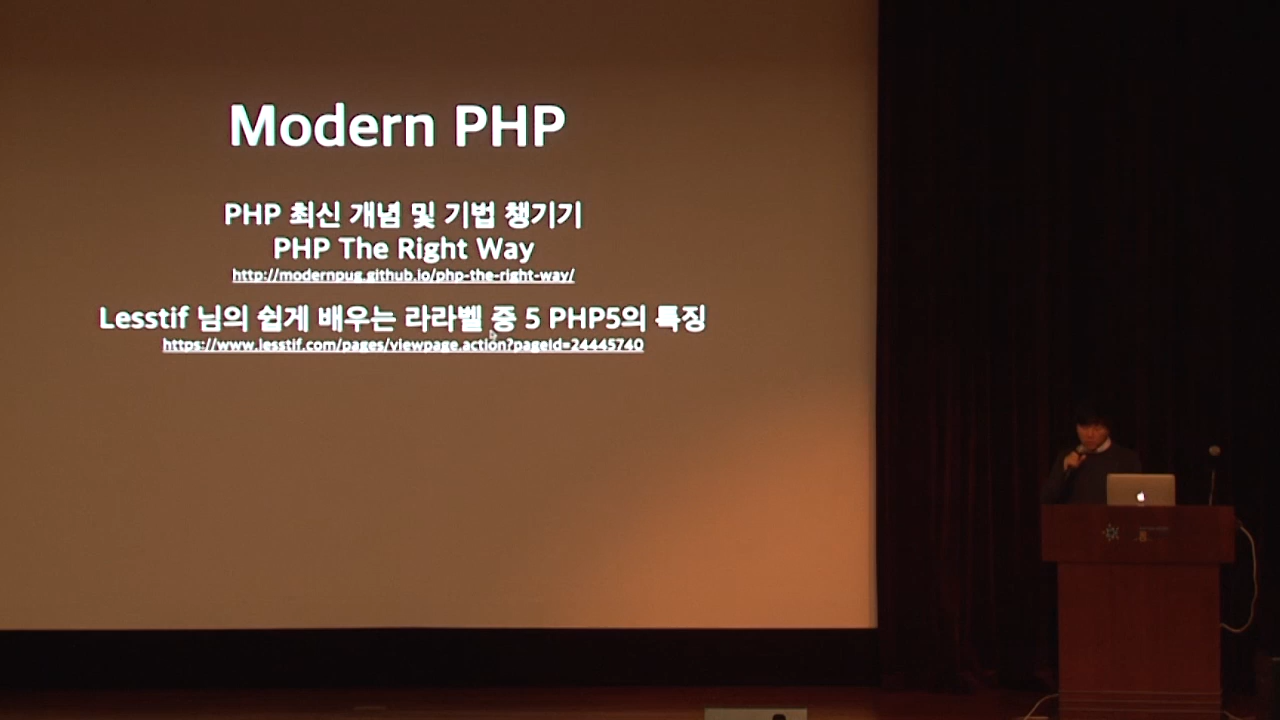 Modern PHP
PHP 최신 개념 및 기법 챙기기
PHP The Right Way
http://modernpug.github.io/php-the-right-way/
Lesstif 님의 쉽게 배우는 라라벨 중 5 PHP5의 특징
https://www.lesstif.com/pages/viewpage.action?pageId=24445740